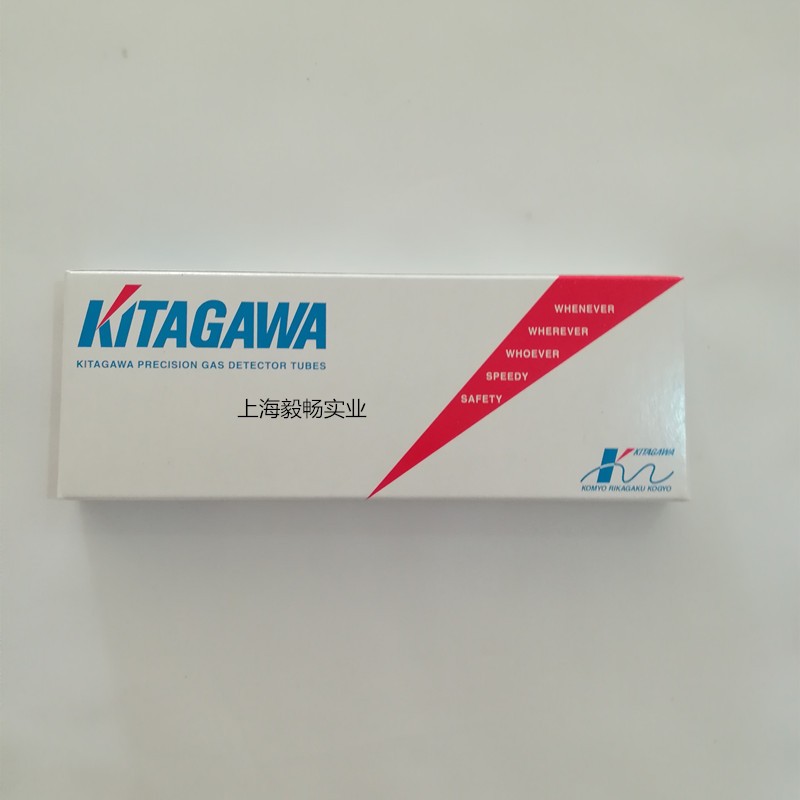 KITAGAWA
KITAGAWA PRECISION GAS DETECTOR TUBES
上海毅畅实业
WHENEVER
WHEREVER
WHOEVER
SPEEDY
SAFETY
KITAGAWA
KOMYO RIKAGAKU KOGYO